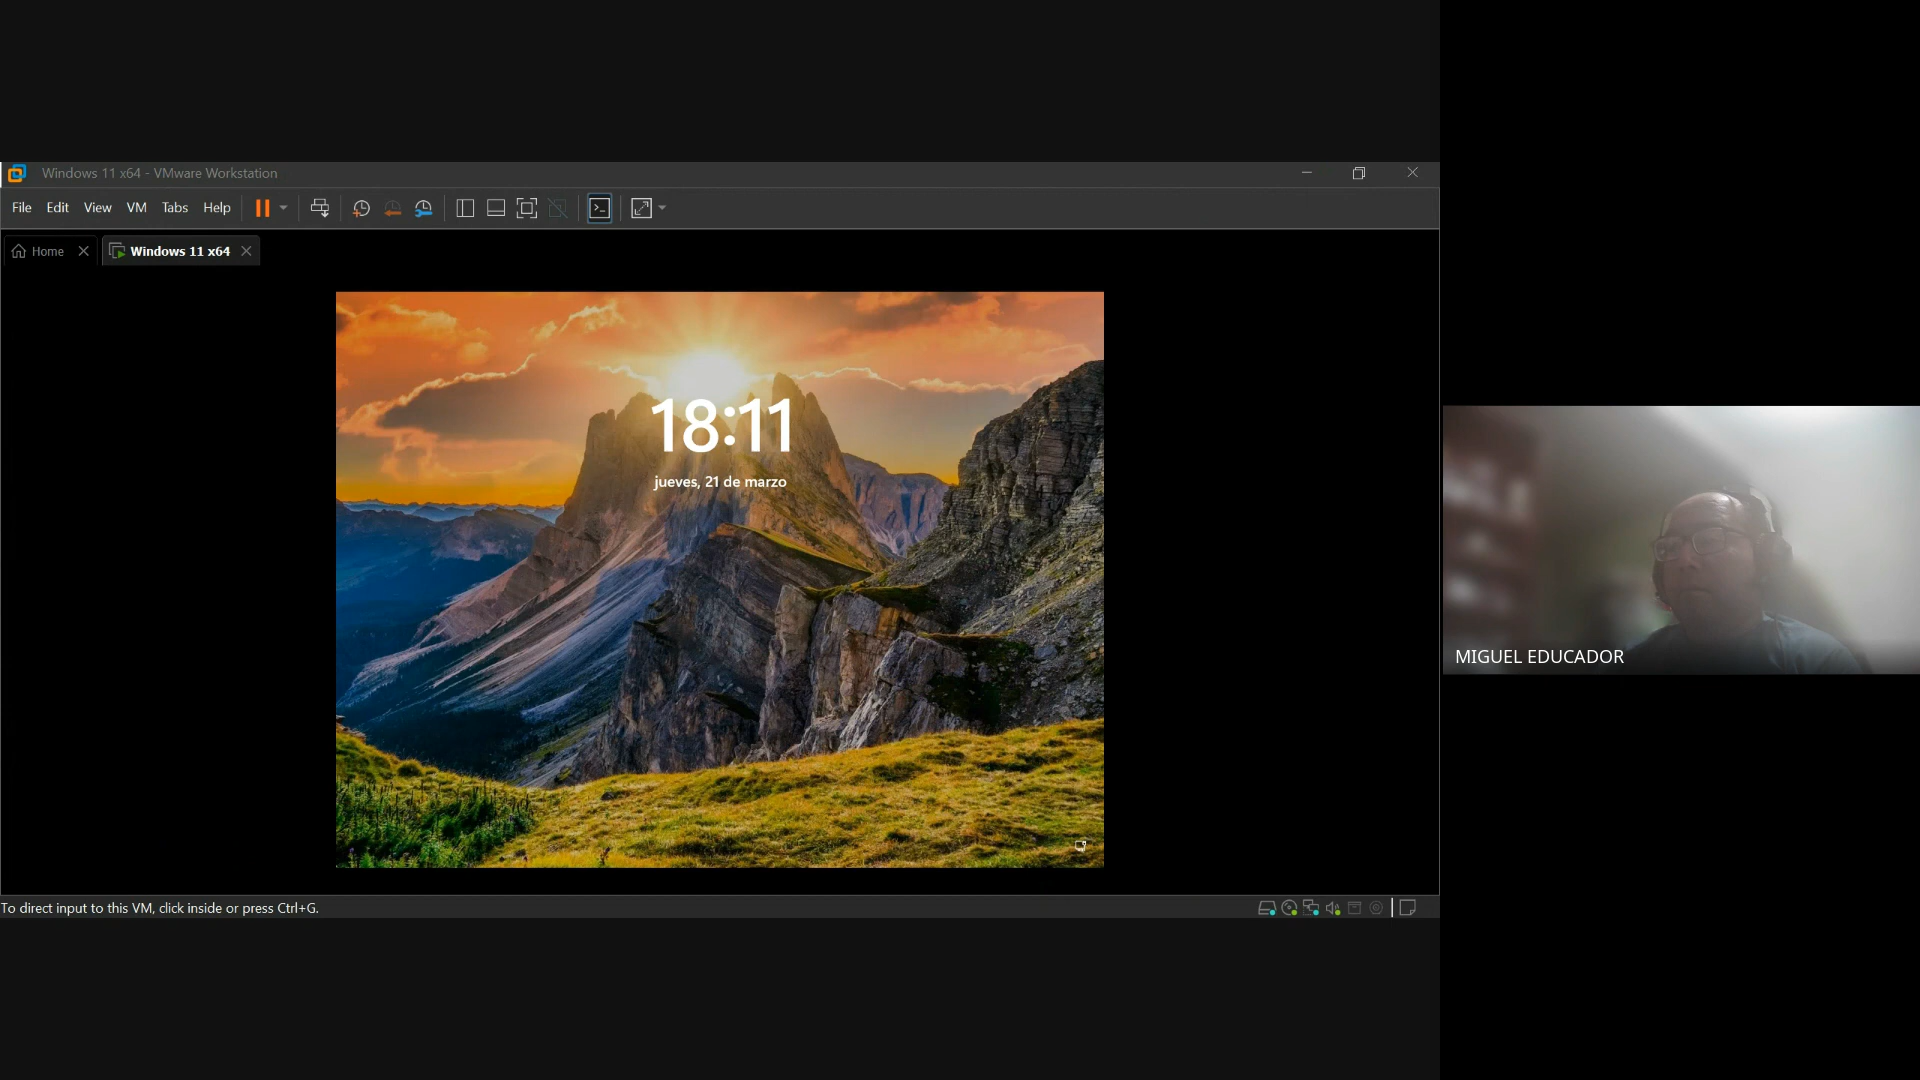 Windows 11 x64 - VMware Workstation
File Edit View VM Tabs Help
Home Windows 11 x64
18:11
jueves, 21 de marzo
MIGUEL EDUCADOR
To direct input to this VM, click inside or press Ctrl+G.